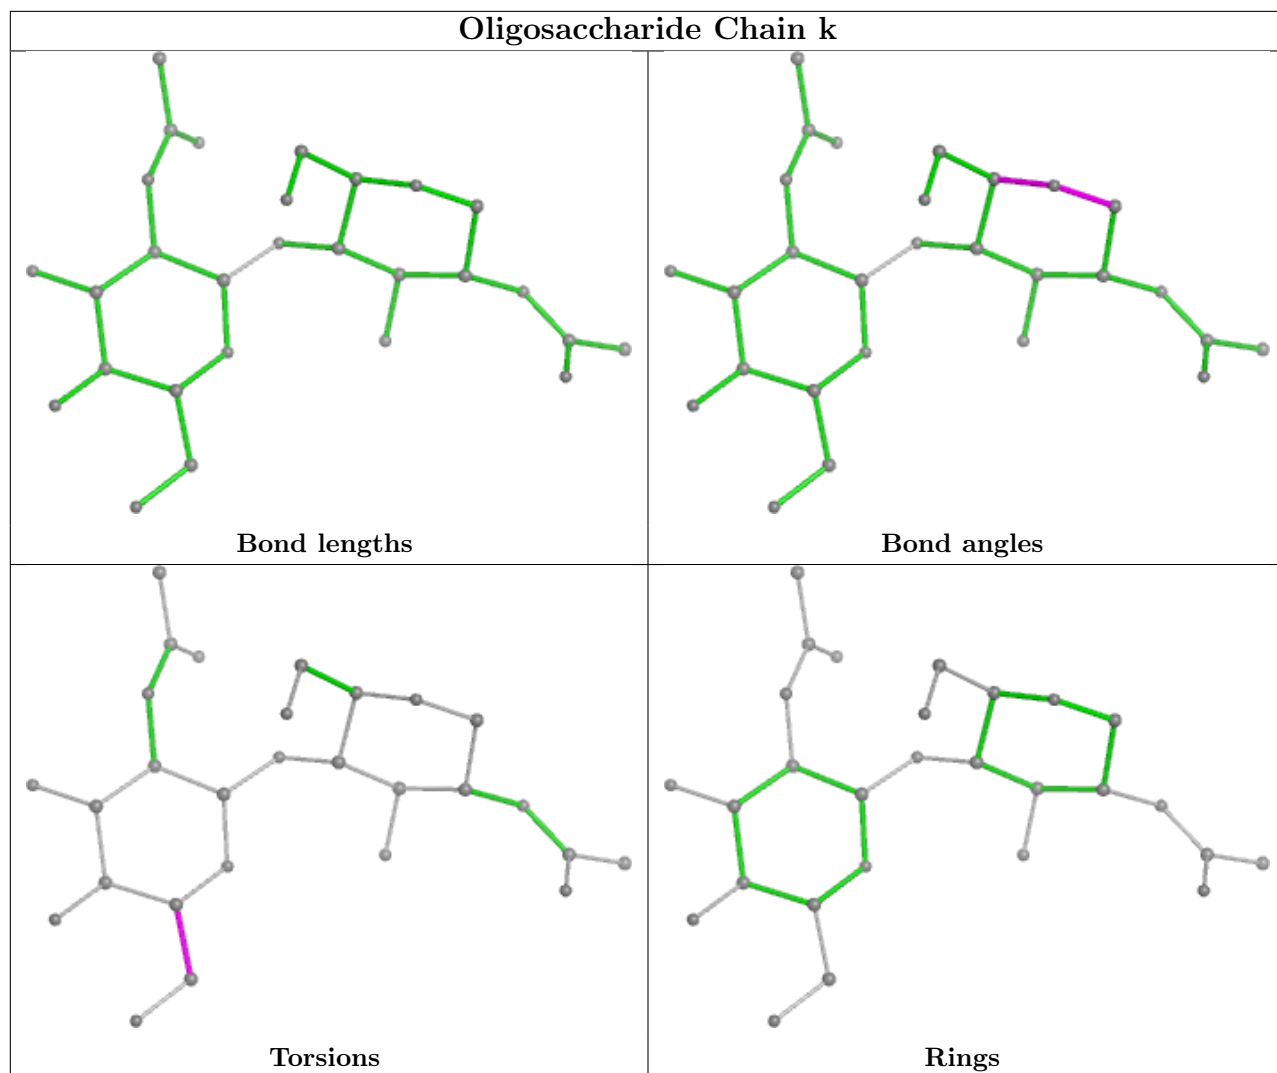 Oligosaccharide Chain k
Bond lengths
Bond angles
Torsions
Rings